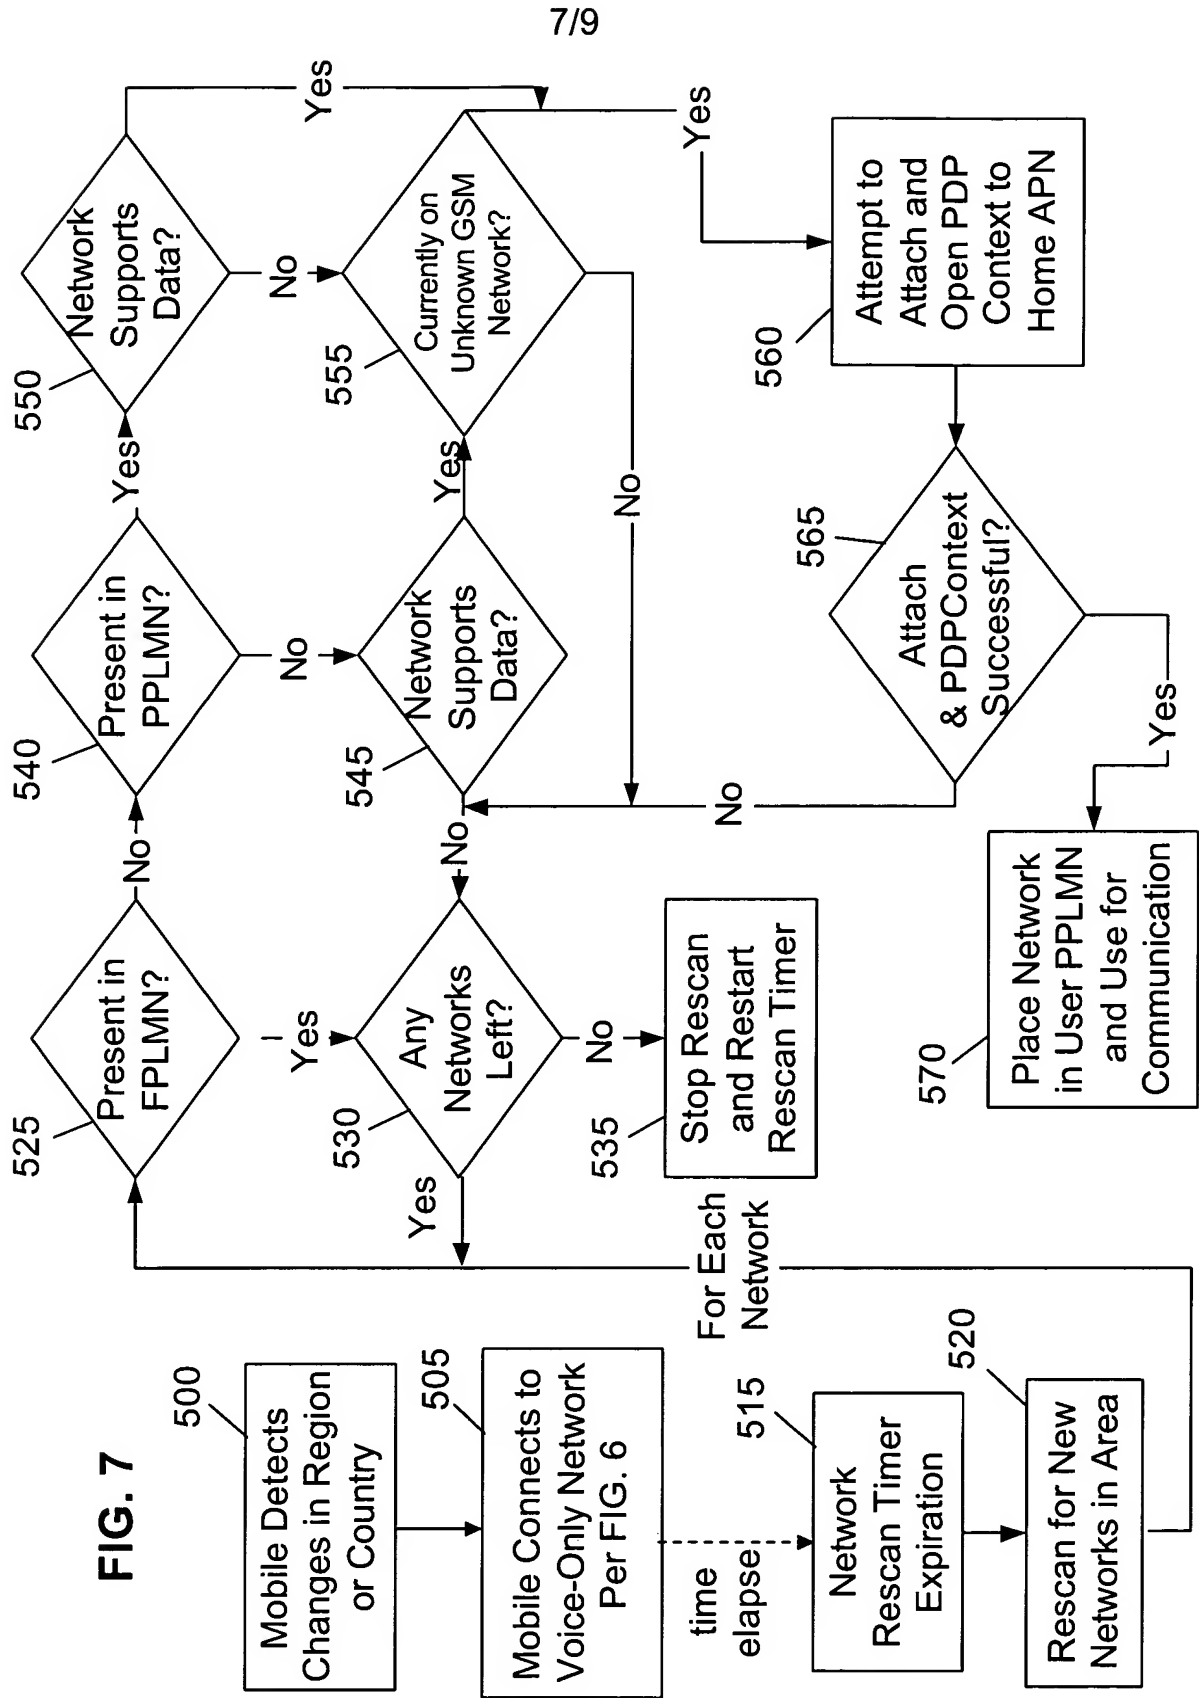 7/9
FIG. 7
500
Mobile Detects
Changes in Region
or Country
505
Mobile Connects to
Voice-Only Network
Per FIG. 6
time
elapse
515
Network
Rescan Timer
Expiration
520
Rescan for New
Networks in Area
For Each
Network
525
Present in
FPLMN?
No
Yes
530
Any
Networks
Left?
Yes
No
535
Stop Rescan
and Restart
Rescan Timer
540
Present in
PPLMN?
Yes
No
545
Network
Supports
Data?
Yes
No
550
Network
Supports
Data?
Yes
No
555
Currently on
Unknown GSM
Network?
Yes
No
560
Attempt to
Attach and
Open PDP
Context to
Home APN
565
Attach
& PDPContext
Successful?
No
Yes
570
Place Network
in User PPLMN
and Use for
Communication